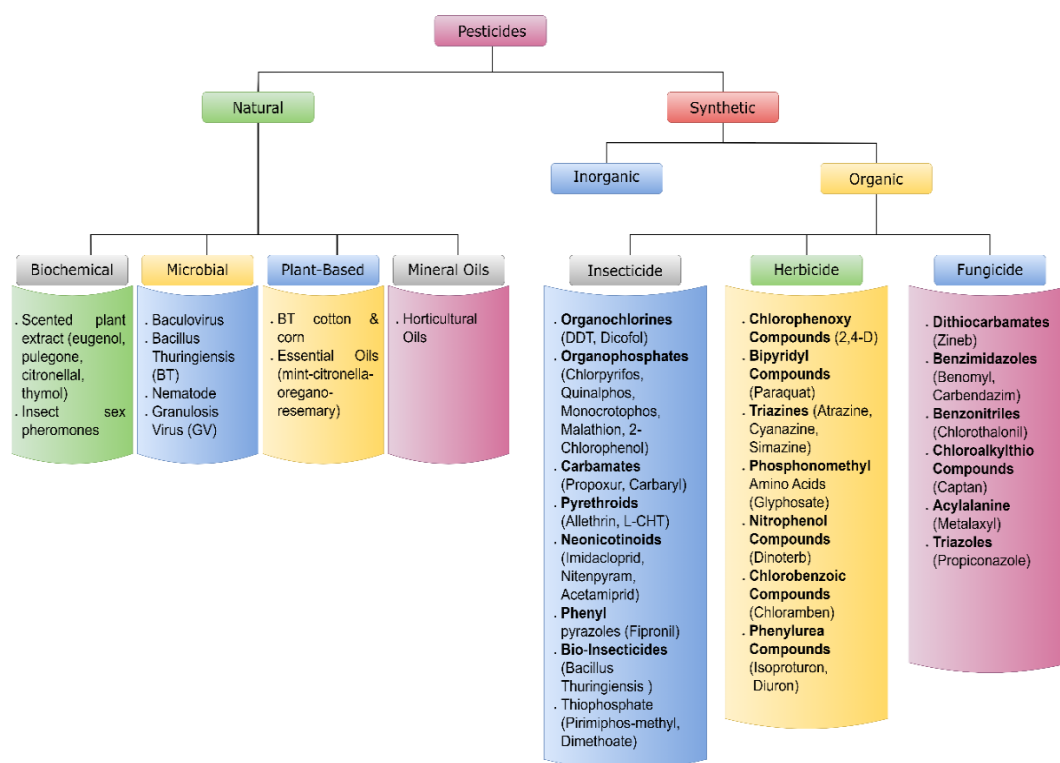 Pesticides
Natural
Synthetic
Inorganic
Organic
Biochemical
Microbial
Plant-Based
Mineral Oils
Insecticide
Herbicide
Fungicide
. Scented plant
extract (eugenol,
pulegone,
citronellal,
thymol)
. Insect sex
pheromones
. Baculovirus
. Bacillus
Thuringiensis
(BT)
. Nematode
. Granulosis
Virus (GV)
. BT cotton &
corn
. Essential Oils
(mint-citronella-
oregano-
resemary)
. Horticultural
Oils
. Organochlorines
(DDT, Dicofol)
. Organophosphates
(Chlorpyrifos,
Quinalphos,
Monocrotophos,
Malathion, 2-
Chlorophenol)
. Carbamates
(Propoxur, Carbaryl)
. Pyrethroids
(Allethrin, L-CHT)
. Neonicotinoids
(Imidacloprid,
Nitenpyram,
Acetamiprid)
. Phenyl
pyrazoles (Fipronil)
. Bio-Insecticides
(Bacillus
Thuringiensis )
. Thiophosphate
(Pirimiphos-methyl,
Dimethoate)
. Chlorophenoxy
Compounds (2,4-D)
. Bipyridyl
Compounds
(Paraquat)
. Triazines (Atrazine,
Cyanazine,
Simazine)
. Phosphonomethyl
Amino Acids
(Glyphosate)
. Nitrophenol
Compounds
(Dinoterb)
. Chlorobenzoic
Compounds
(Chloramben)
. Phenylurea
Compounds
(Isoproturon,
Diuron)
. Dithiocarbamates
(Zineb)
. Benzimidazoles
(Benomyl,
Carbendazim)
. Benzonitriles
(Chlorothalonil)
. Chloroalkylthio
Compounds
(Captan)
. Acylalanine
(Metalaxyl)
. Triazoles
(Propiconazole)